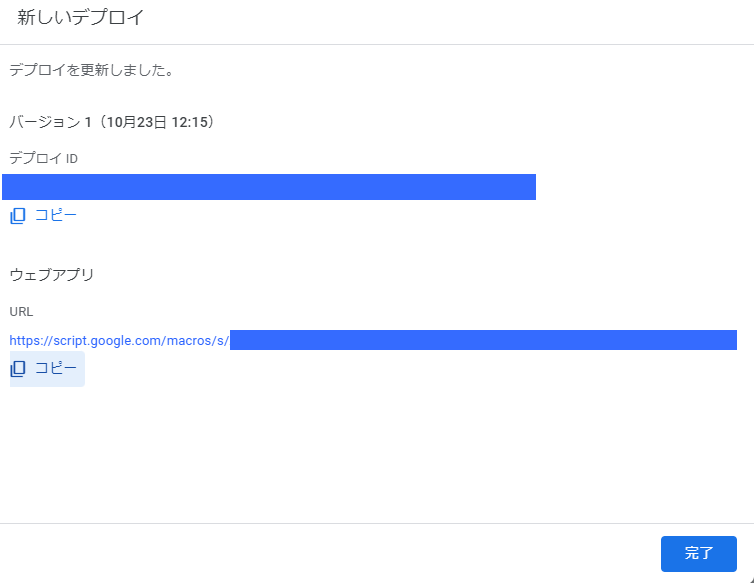 新しいデプロイ
デプロイを更新しました。
バージョン 1（10月23日 12:15）
デプロイ ID
コピー
ウェブアプリ
URL
https://script.google.com/macros/s/
コピー
完了